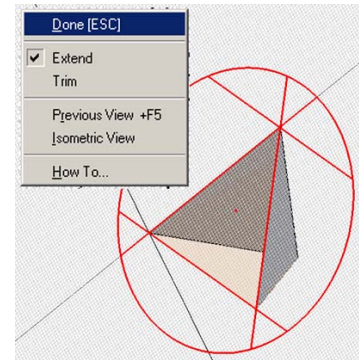 Done [ESC]
Extend
Trim
Previous View +F5
Isometric View
How To...